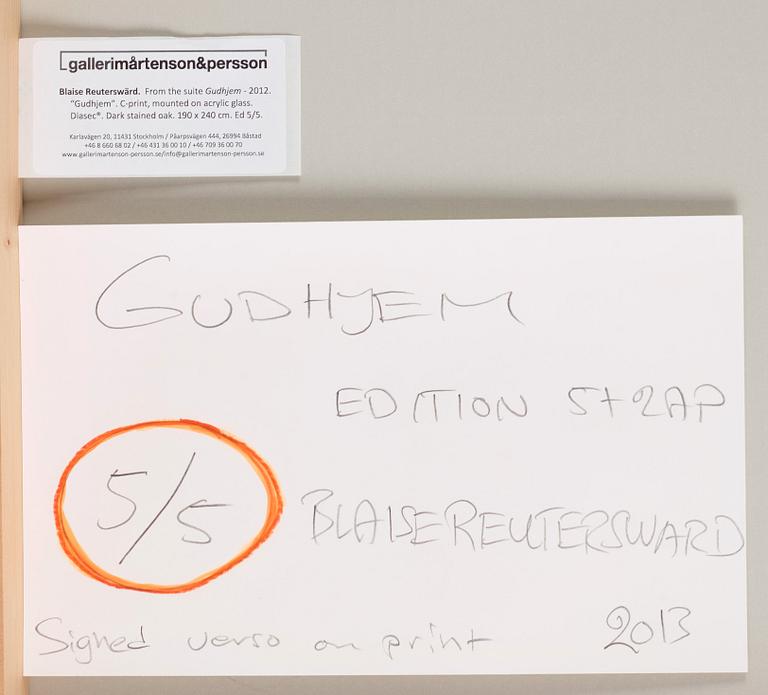 gallerimårtenson&persson
Blaise Reuterswärd. From the suite Gudhjem - 2012.
"Gudhjem". C-print, mounted on acrylic glass.
Diasec®. Dark stained oak. 190 x 240 cm. Ed 5/5.
Karlavägen 20, 11431 Stockholm / Påarpsvägen 444, 26994 Båstad
+46 8 660 68 02 / +46 431 36 00 10 / +46 709 36 00 70
www.gallerimartenson-persson.se/info@gallerimartenson-persson.se
GUDHJEM
EDITION 5+2AP
5/5
BLAISEREUTERSWARD
Signed verso on print
2013